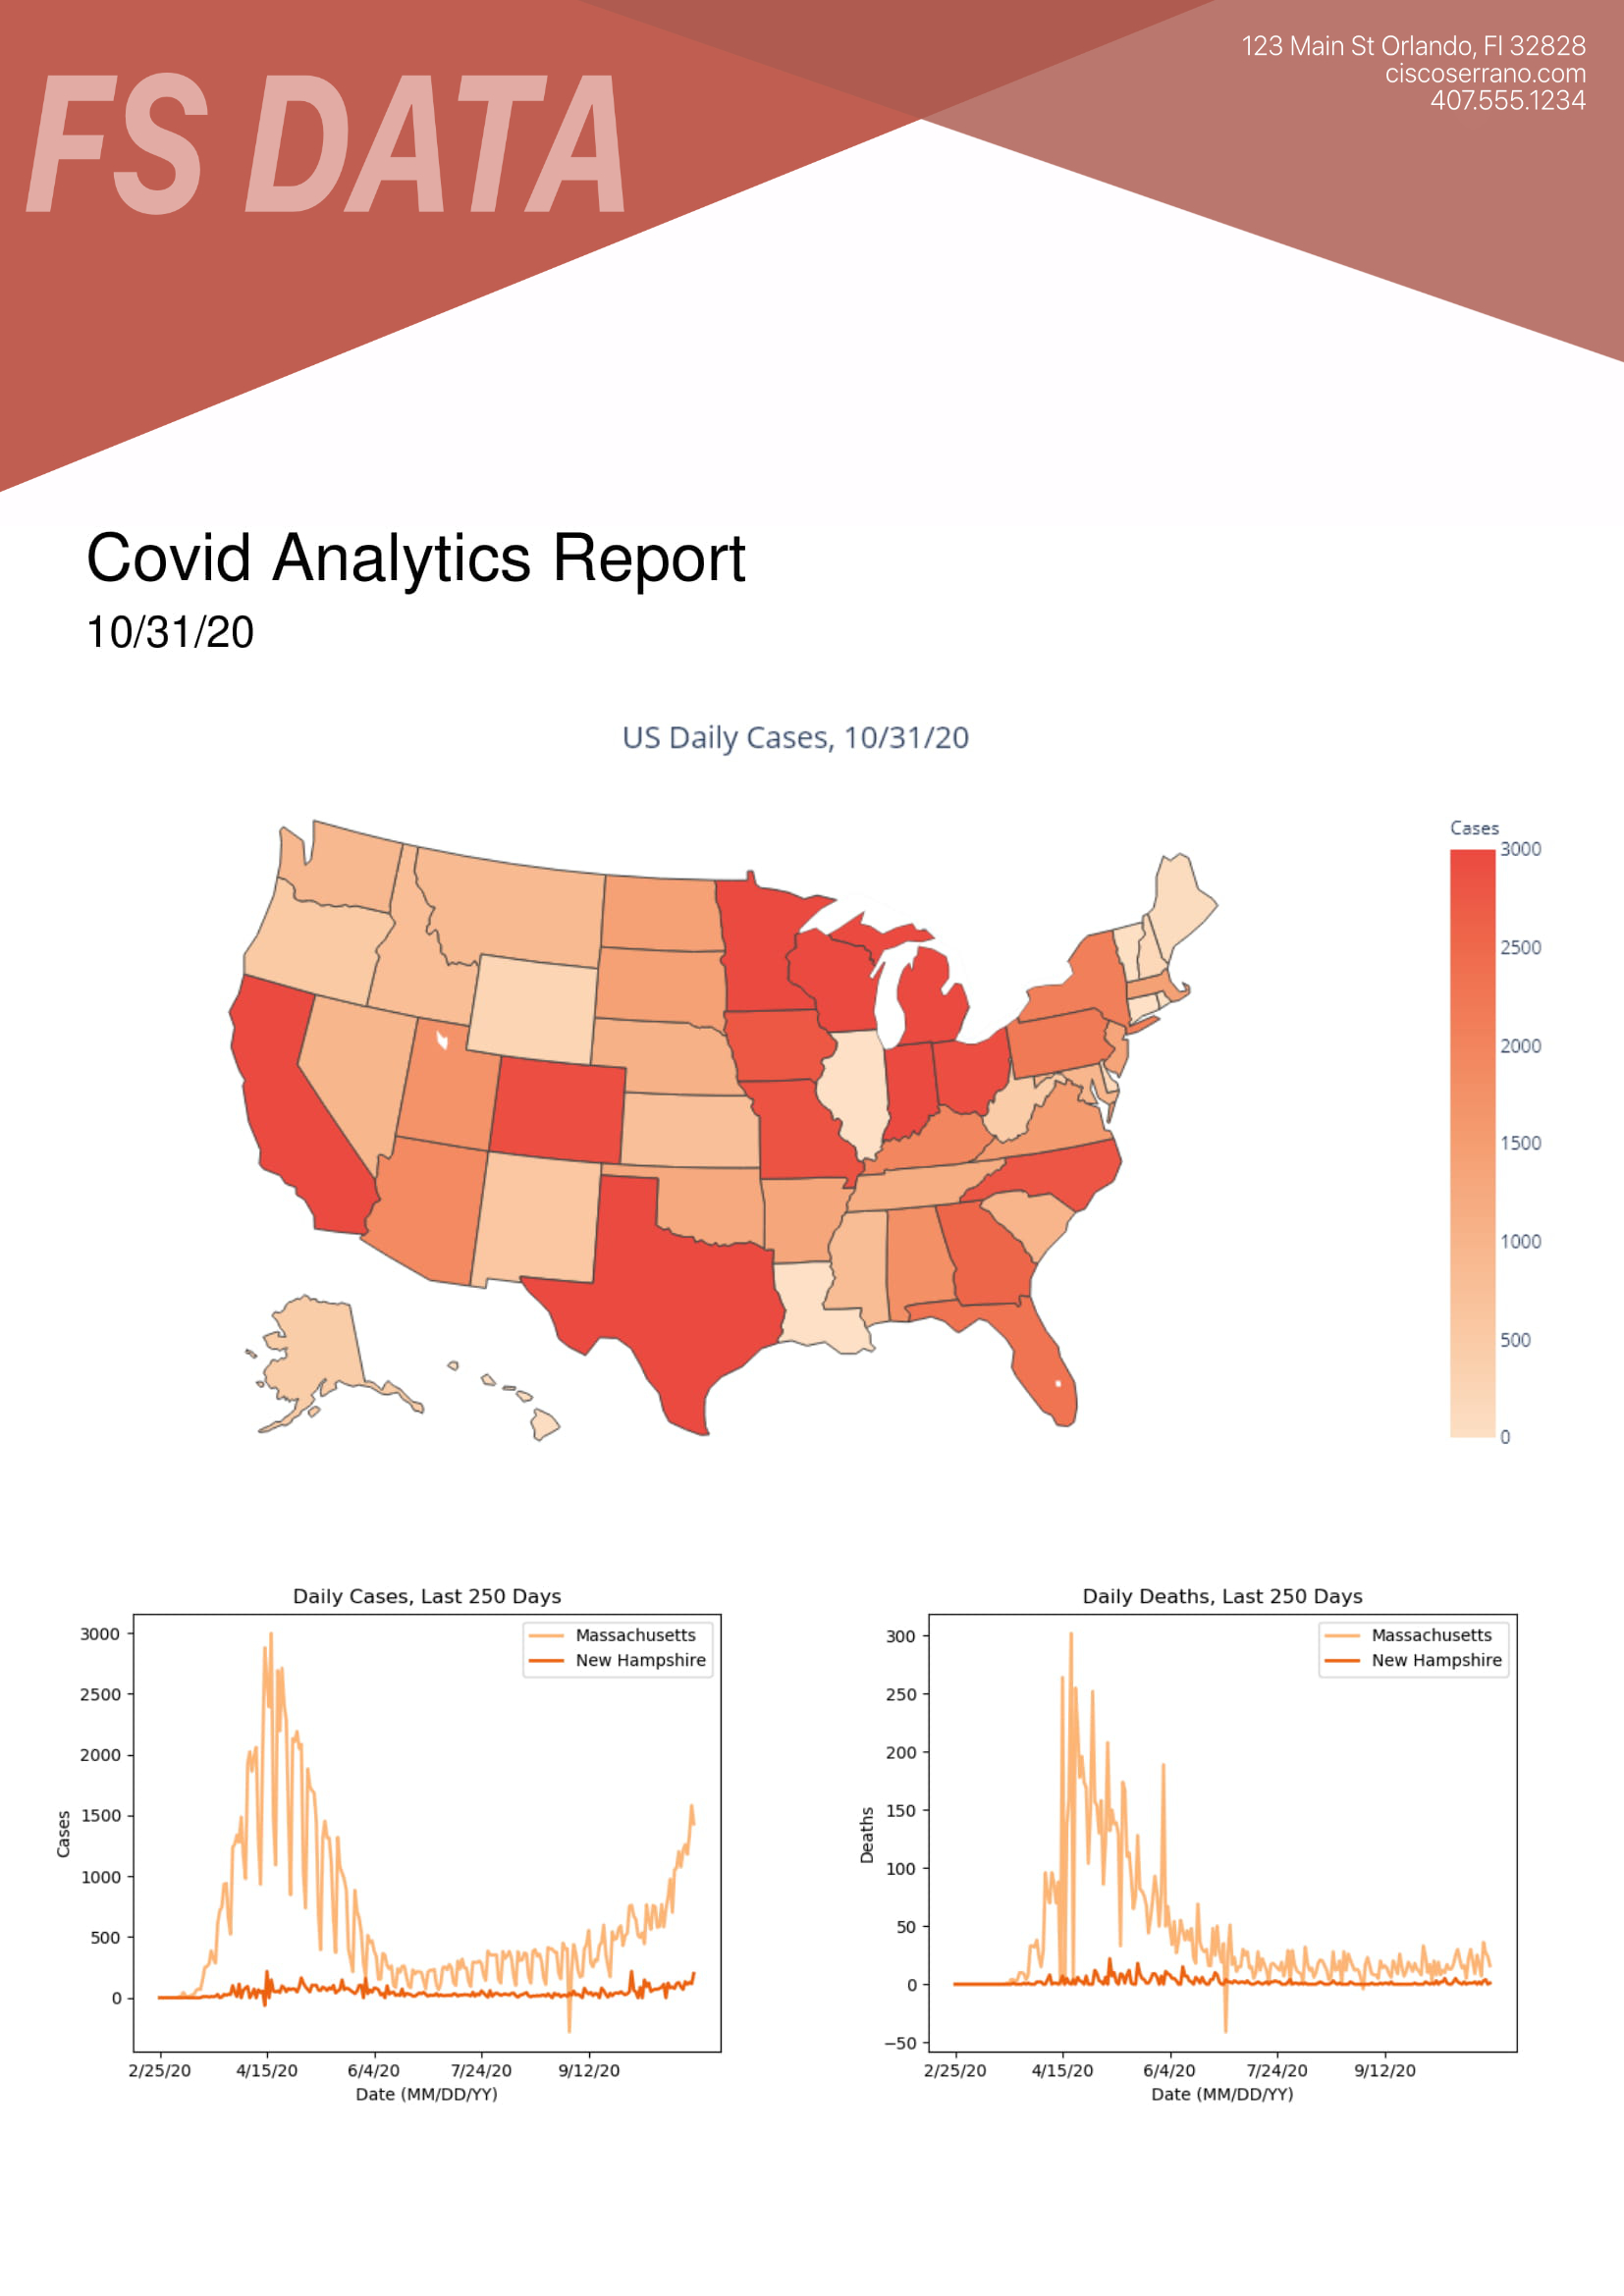 FS DATA
123 Main St Orlando, Fl 32828
ciscoserrano.com
407.555.1234
Covid Analytics Report
10/31/20
US Daily Cases, 10/31/20
Cases
3000
2500
2000
1500
1000
500
0
Daily Cases, Last 250 Days
Massachusetts
New Hampshire
3000
2500
2000
1500
1000
500
0
Cases
2/25/20 4/15/20 6/4/20 7/24/20 9/12/20
Date (MM/DD/YY)
Daily Deaths, Last 250 Days
Massachusetts
New Hampshire
300
250
200
150
100
50
0
−50
Deaths
2/25/20 4/15/20 6/4/20 7/24/20 9/12/20
Date (MM/DD/YY)